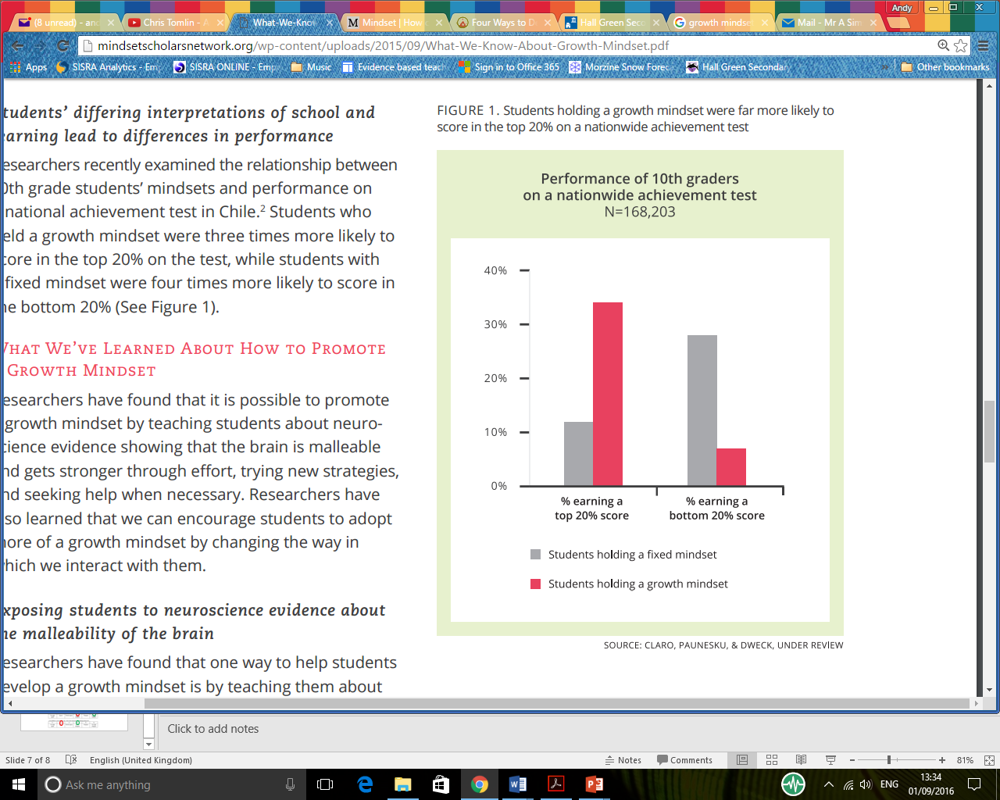 Andy
(8 unread) - and
Chris Tomlin - A
What-We-Know
Mindset | How
Four Ways to D
Hall Green Seco
growth mindse
Mail - Mr A Sim
mindsetscholarsnetwork.org/wp-content/uploads/2015/09/What-We-Know-About-Growth-Mindset.pdf
Apps
SISRA Analytics - Em
SISRA ONLINE - Emp
Music
Evidence based teach
Sign in to Office 365
Morzine Snow Foreca
Hall Green Secondar
Other bookmarks
tudents' differing interpretations of school and
earning lead to differences in performance
esearchers recently examined the relationship between
0th grade students' mindsets and performance on
national achievement test in Chile.² Students who
eld a growth mindset were three times more likely to
core in the top 20% on the test, while students with
fixed mindset were four times more likely to score in
he bottom 20% (See Figure 1).
What We've Learned About How to Promote
Growth Mindset
esearchers have found that it is possible to promote
growth mindset by teaching students about neuro-
cience evidence showing that the brain is malleable
nd gets stronger through effort, trying new strategies,
nd seeking help when necessary. Researchers have
lso learned that we can encourage students to adopt
more of a growth mindset by changing the way in
which we interact with them.
xposing students to neuroscience evidence about
he malleability of the brain
esearchers have found that one way to help students
evelop a growth mindset is by teaching them about
FIGURE 1. Students holding a growth mindset were far more likely to
score in the top 20% on a nationwide achievement test
Performance of 10th graders
on a nationwide achievement test
N=168,203
40%
30%
20%
10%
0%
% earning a
top 20% score
% earning a
bottom 20% score
Students holding a fixed mindset
Students holding a growth mindset
SOURCE: CLARO, PAUNESKU, & DWECK, UNDER REVIEW
Click to add notes
Slide 7 of 8
English (United Kingdom)
Notes
Comments
81%
Ask me anything
ENG
13:34
01/09/2016